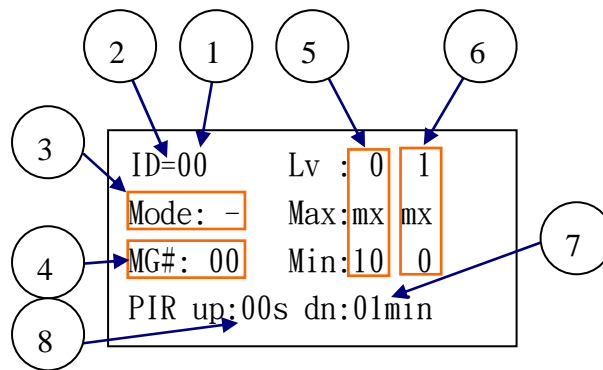 2 1 5 6
3 ID=00 Lv : 0 1
Mode: - Max:mx mx
4 MG#: 00 Min:10 0 7
PIR up:00s dn:01min
8